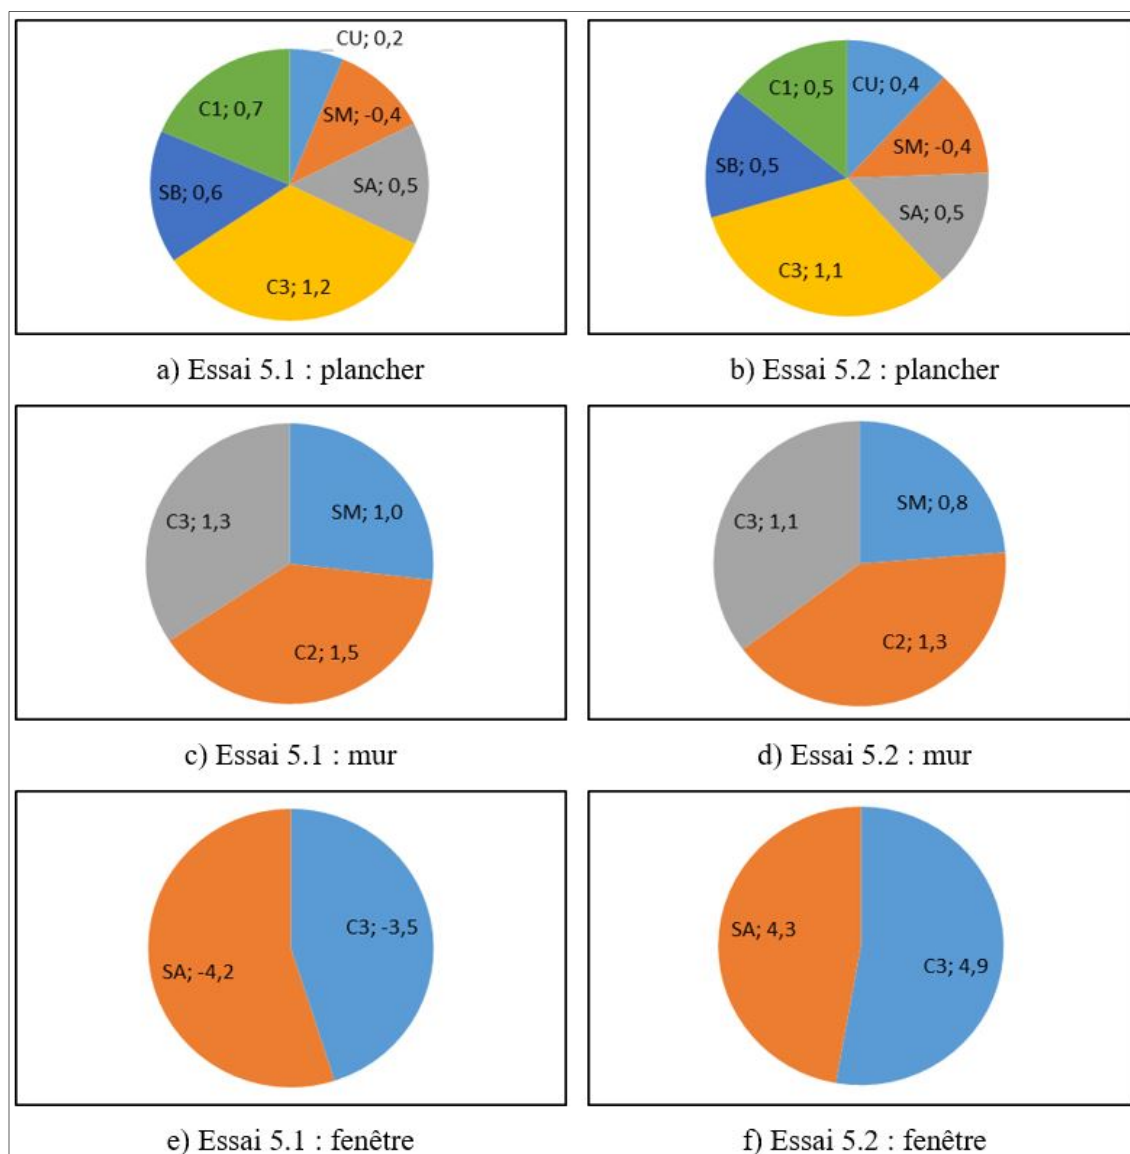 CU; 0,2
SM; -0,4
SA; 0,5
C3; 1,2
SB; 0,6
C1; 0,7
a) Essai 5.1 : plancher
CU; 0,4
SM; -0,4
SA; 0,5
C3; 1,1
SB; 0,5
C1; 0,5
b) Essai 5.2 : plancher
SM; 1,0
C2; 1,5
C3; 1,3
c) Essai 5.1 : mur
SM; 0,8
C2; 1,3
C3; 1,1
d) Essai 5.2 : mur
C3; -3,5
SA; -4,2
e) Essai 5.1 : fenêtre
C3; 4,9
SA; 4,3
f) Essai 5.2 : fenêtre